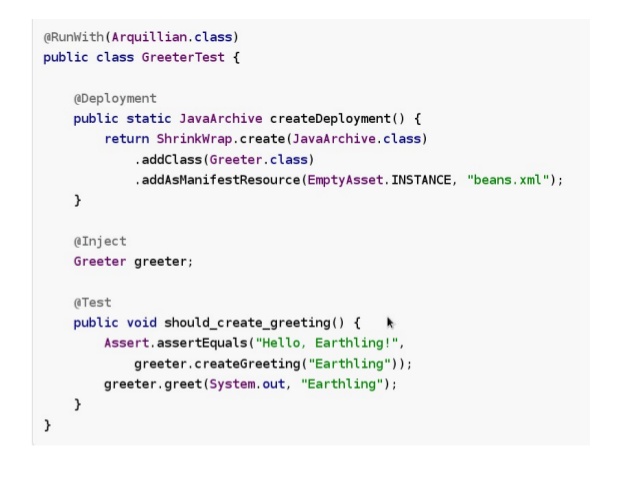 @RunWith(Arquillian.class)
public class GreeterTest {
@Deployment
public static JavaArchive createDeployment() {
return ShrinkWrap.create(JavaArchive.class)
.addClass(Greeter.class)
.addAsManifestResource(EmptyAsset.INSTANCE, "beans.xml");
}
@Inject
Greeter greeter;
@Test
public void should_create_greeting() {
Assert.assertEquals("Hello, Earthling!",
greeter.createGreeting("Earthling"));
greeter.greet(System.out, "Earthling");
}
}